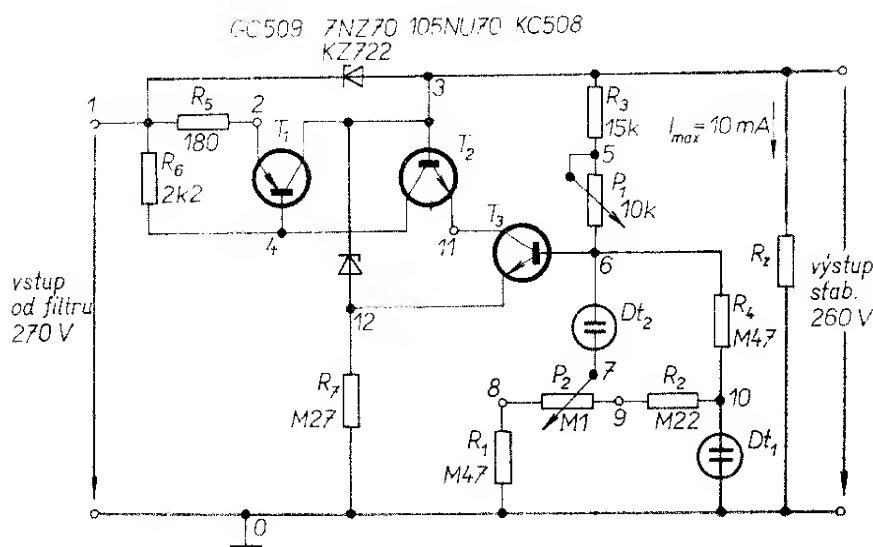 GC509 7NZ70 105NU70 KC508
KZ722
1
R5
180
2
T1
3
R6
2k2
4
T2
11
T3
12
R7
M27
R3
15k
5
P1
10k
6
Imax = 10 mA
Rz
R4
M47
Dt2
7
8
P2
M1
9
R2
M22
10
R1
M47
Dt1
0
vstup
od filtru
270 V
výstup
stab.
260 V